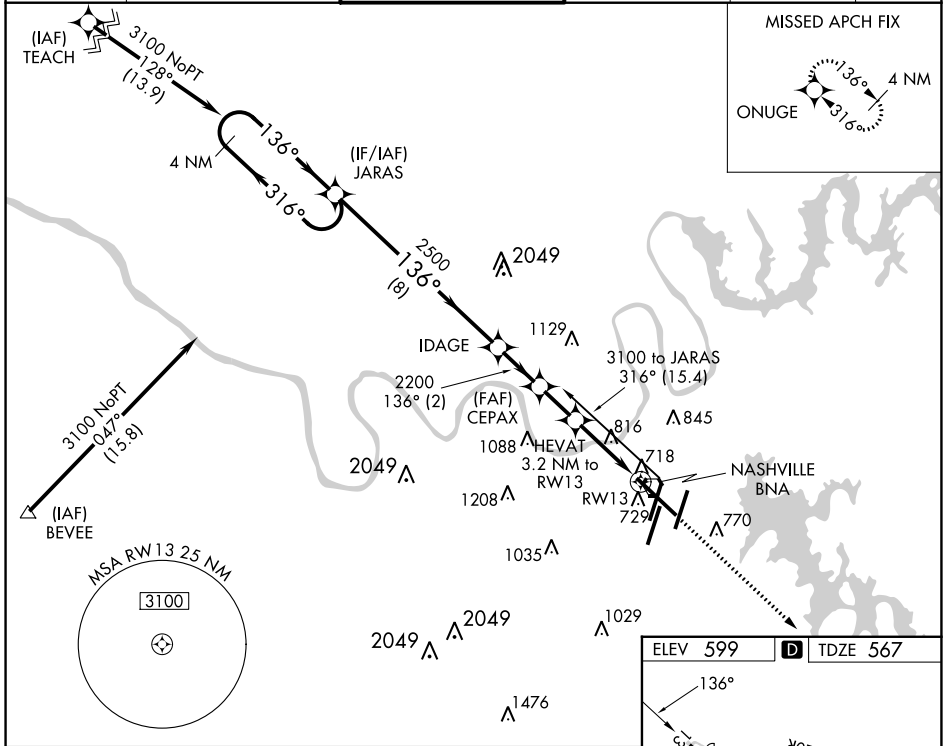 (IAF)
TEACH
3100 NoPT
128°
(13.9)
4 NM
136°
316°
(IF/IAF)
JARAS
MISSED APCH FIX
ONUGE
136°
316°
4 NM
2500
136°
(8)
2049
1129
IDAGE
2200
136° (2)
(FAF)
CEPAX
3100 to JARAS
316° (15.4)
816
845
1088
HEVAT
3.2 NM to
RW13
718
NASHVILLE
BNA
RW13
729
770
3100 NoPT
047°
(15.8)
(IAF)
BEVEE
2049
1208
1035
MSA RW13 25 NM
3100
2049
2049
1029
1476
ELEV 599
D
TDZE 567
136°